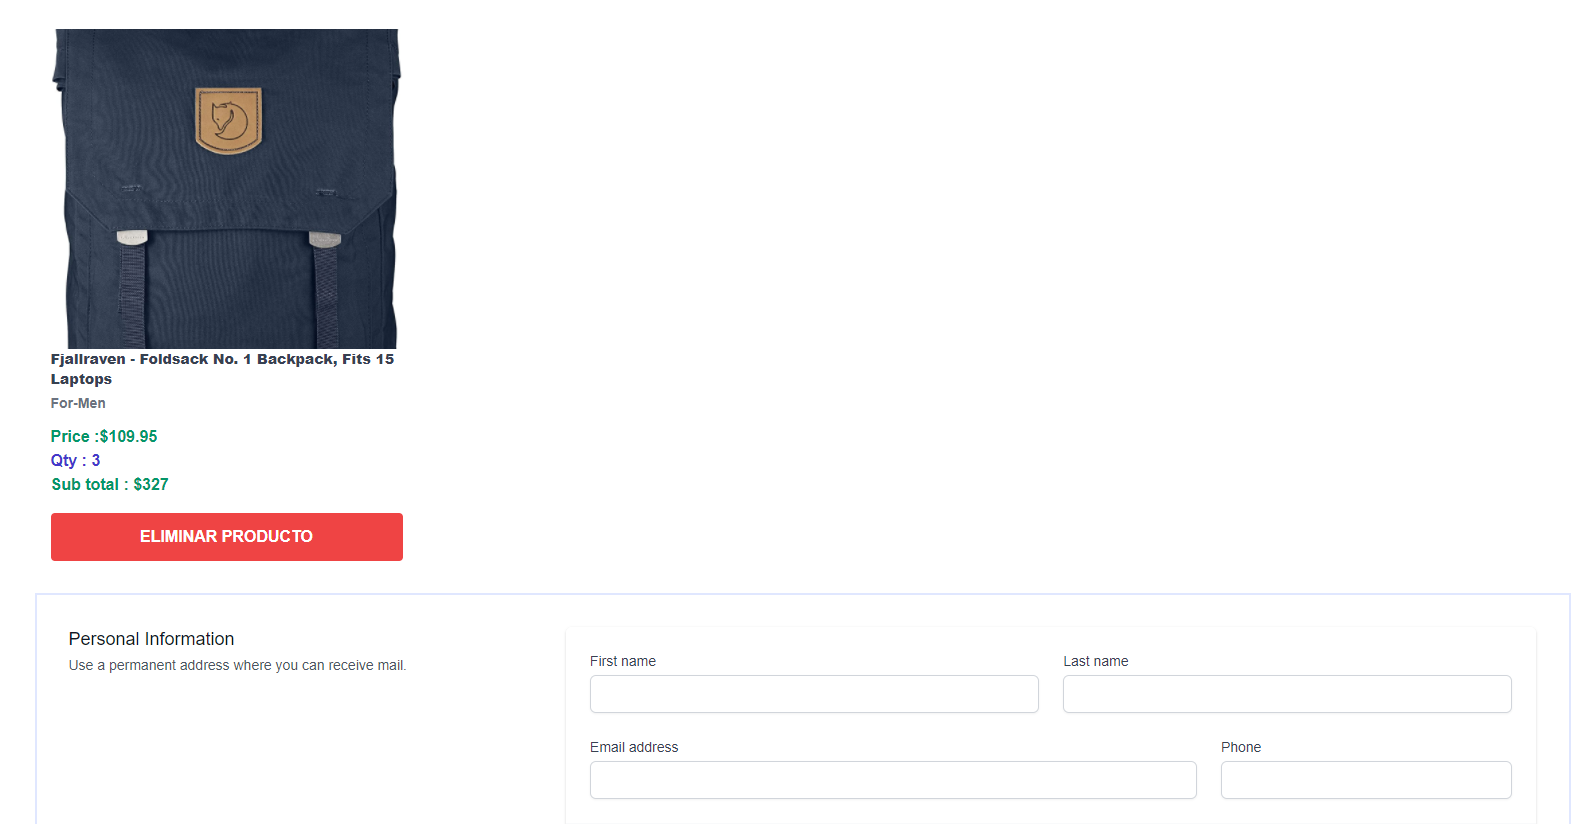 Fjallraven - Foldsack No. 1 Backpack, Fits 15
Laptops
For-Men
Price :$109.95
Qty : 3
Sub total : $327
ELIMINAR PRODUCTO
Personal Information
Use a permanent address where you can receive mail.
First name
Last name
Email address
Phone